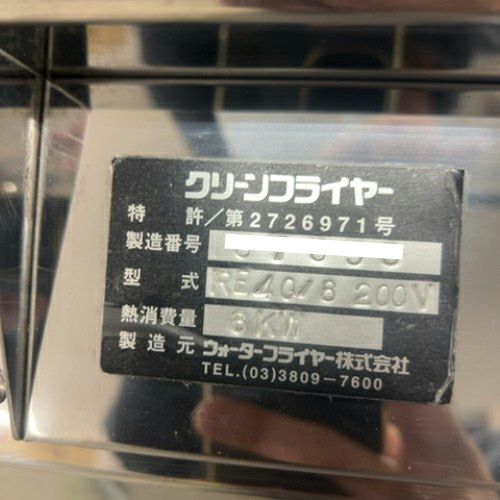 クリーンフライヤー
特許/第2726971号
製造番号
型式 RE40/6 200V
熱消費量 6KW
製造元 ウォーターフライヤー株式会社
TEL.(03)3809-7600